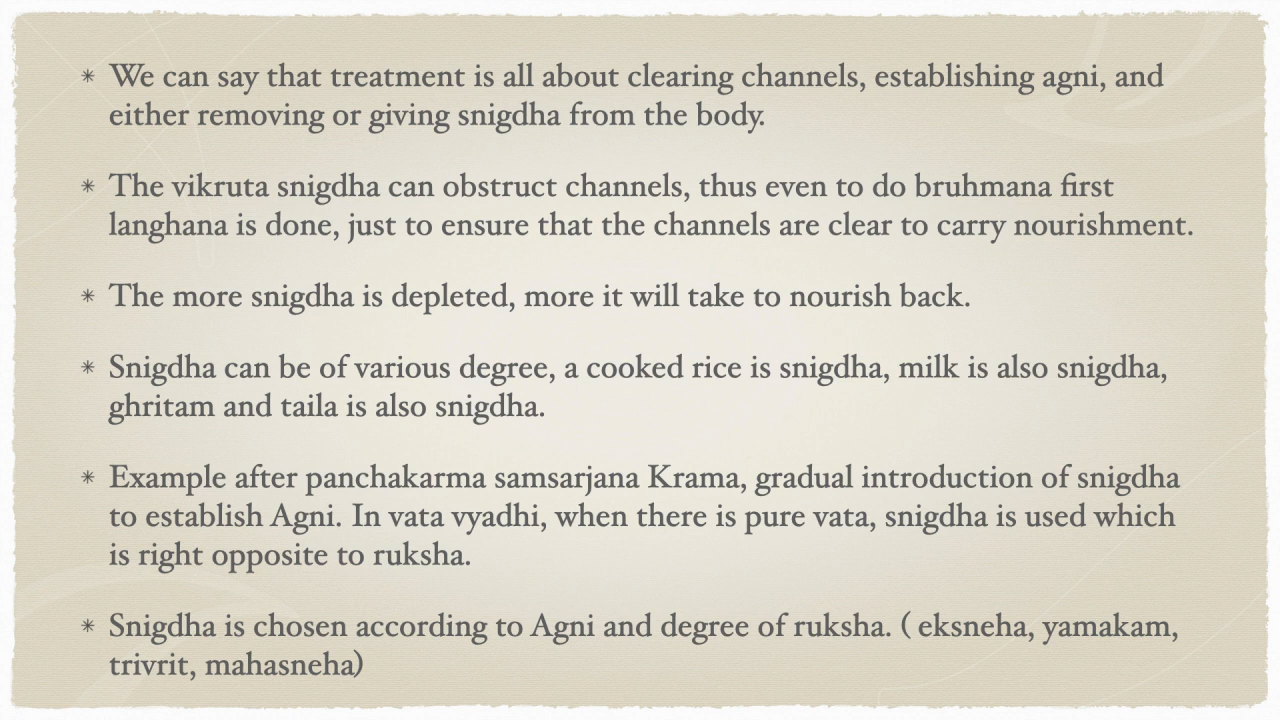 * We can say that treatment is all about clearing channels, establishing agni, and
either removing or giving snigdha from the body.
* The vikruta snigdha can obstruct channels, thus even to do bruhmana first
langhana is done, just to ensure that the channels are clear to carry nourishment.
* The more snigdha is depleted, more it will take to nourish back.
* Snigdha can be of various degree, a cooked rice is snigdha, milk is also snigdha,
ghritam and taila is also snigdha.
* Example after panchakarma samsarjana Krama, gradual introduction of snigdha
to establish Agni. In vata vyadhi, when there is pure vata, snigdha is used which
is right opposite to ruksha.
* Snigdha is chosen according to Agni and degree of ruksha. ( eksneha, yamakam,
trivrit, mahasneha)